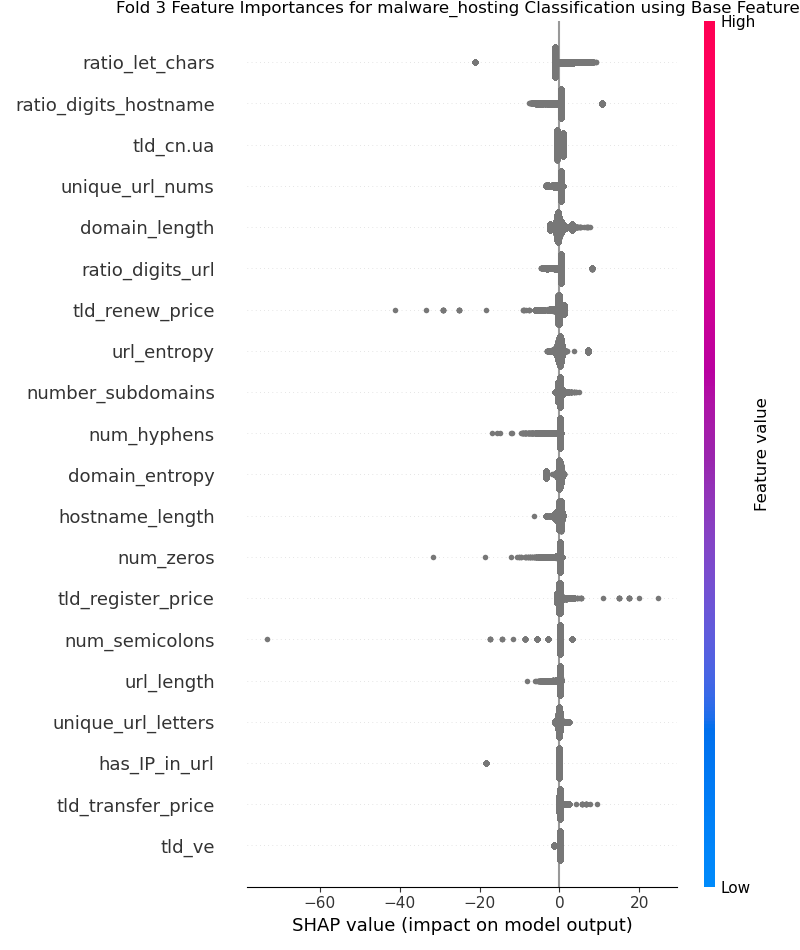 Fold 3 Feature Importances for malware_hosting Classification using Base Feature
High
ratio_let_chars
ratio_digits_hostname
tld_cn.ua
unique_url_nums
domain_length
ratio_digits_url
tld_renew_price
url_entropy
number_subdomains
num_hyphens
domain_entropy
hostname_length
num_zeros
tld_register_price
num_semicolons
url_length
unique_url_letters
has_IP_in_url
tld_transfer_price
tld_ve
Feature value
Low
−60 −40 −20 0 20
SHAP value (impact on model output)